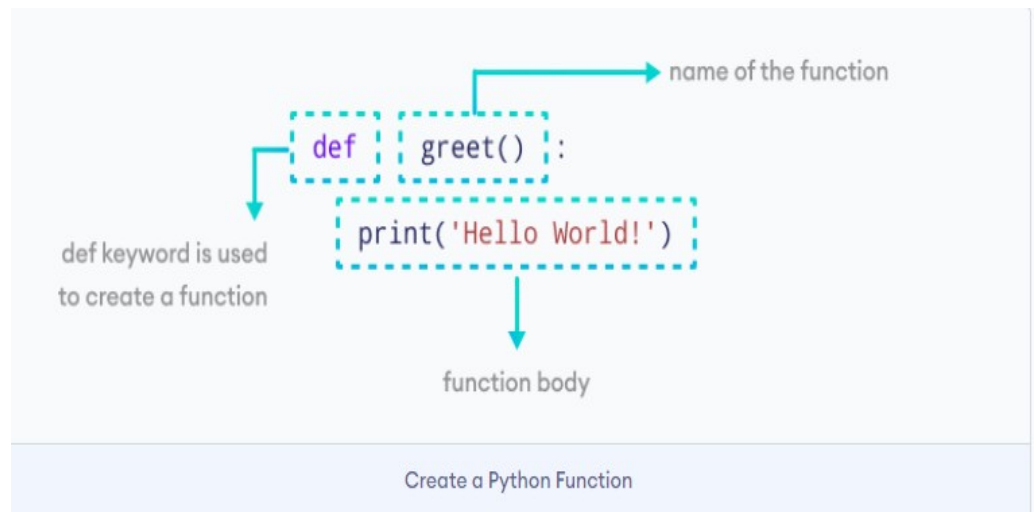 name of the function
def greet() :
print('Hello World!')
def keyword is used
to create a function
function body
Create a Python Function